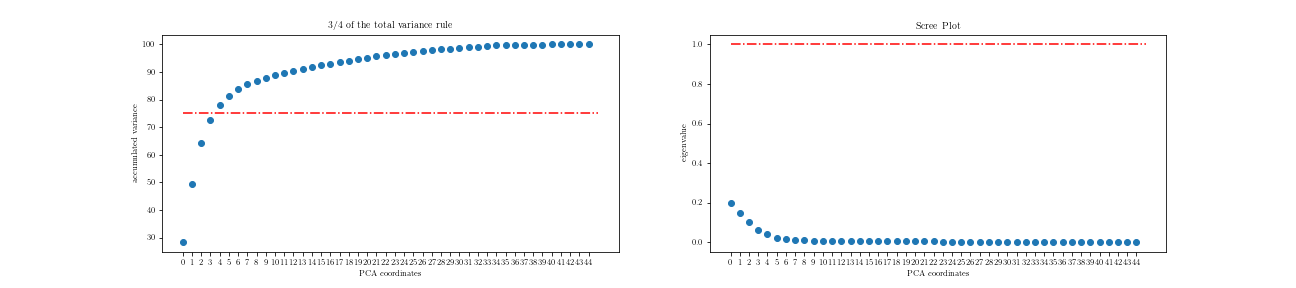 3/4 of the total variance rule
100
90
80
70
60
50
40
30
accumulated variance
0 1 2 3 4 5 6 7 8 9 10 11 12 13 14 15 16 17 18 19 20 21 22 23 24 25 26 27 28 29 30 31 32 33 34 35 36 37 38 39 40 41 42 43 44
PCA coordinates
Scree Plot
1.0
0.8
0.6
0.4
0.2
0.0
eigenvalue
0 1 2 3 4 5 6 7 8 9 10 11 12 13 14 15 16 17 18 19 20 21 22 23 24 25 26 27 28 29 30 31 32 33 34 35 36 37 38 39 40 41 42 43 44
PCA coordinates